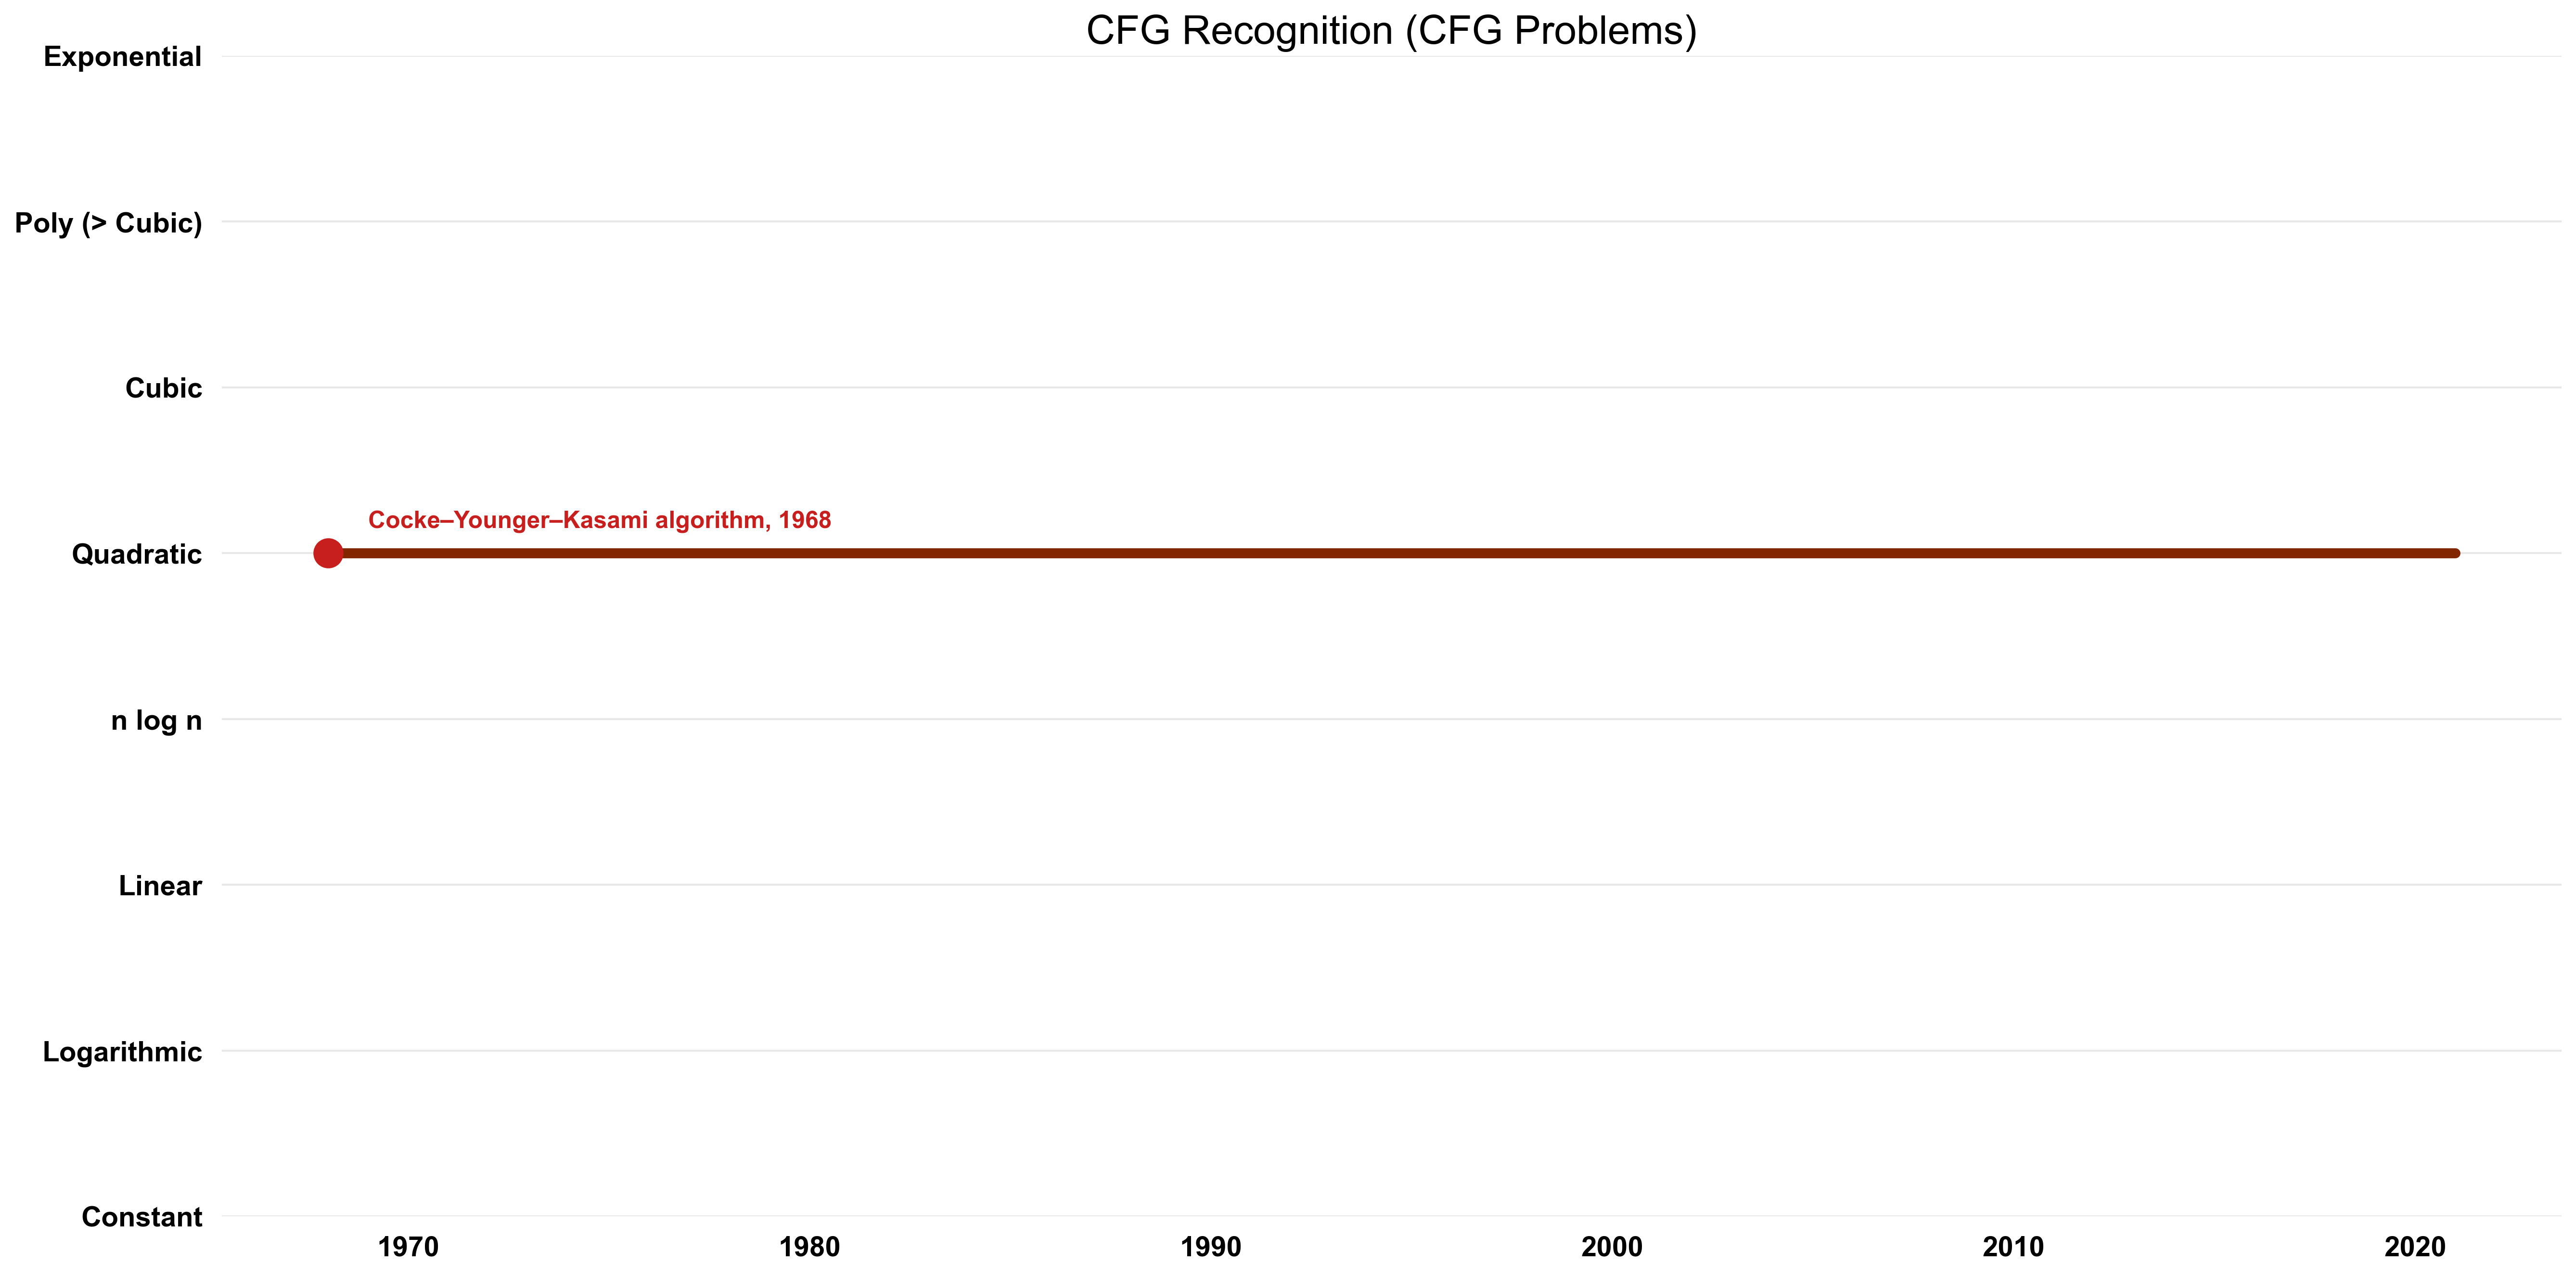 CFG Recognition (CFG Problems)
Exponential
Poly (> Cubic)
Cubic
Cocke–Younger–Kasami algorithm, 1968
Quadratic
n log n
Linear
Logarithmic
Constant
1970 1980 1990 2000 2010 2020